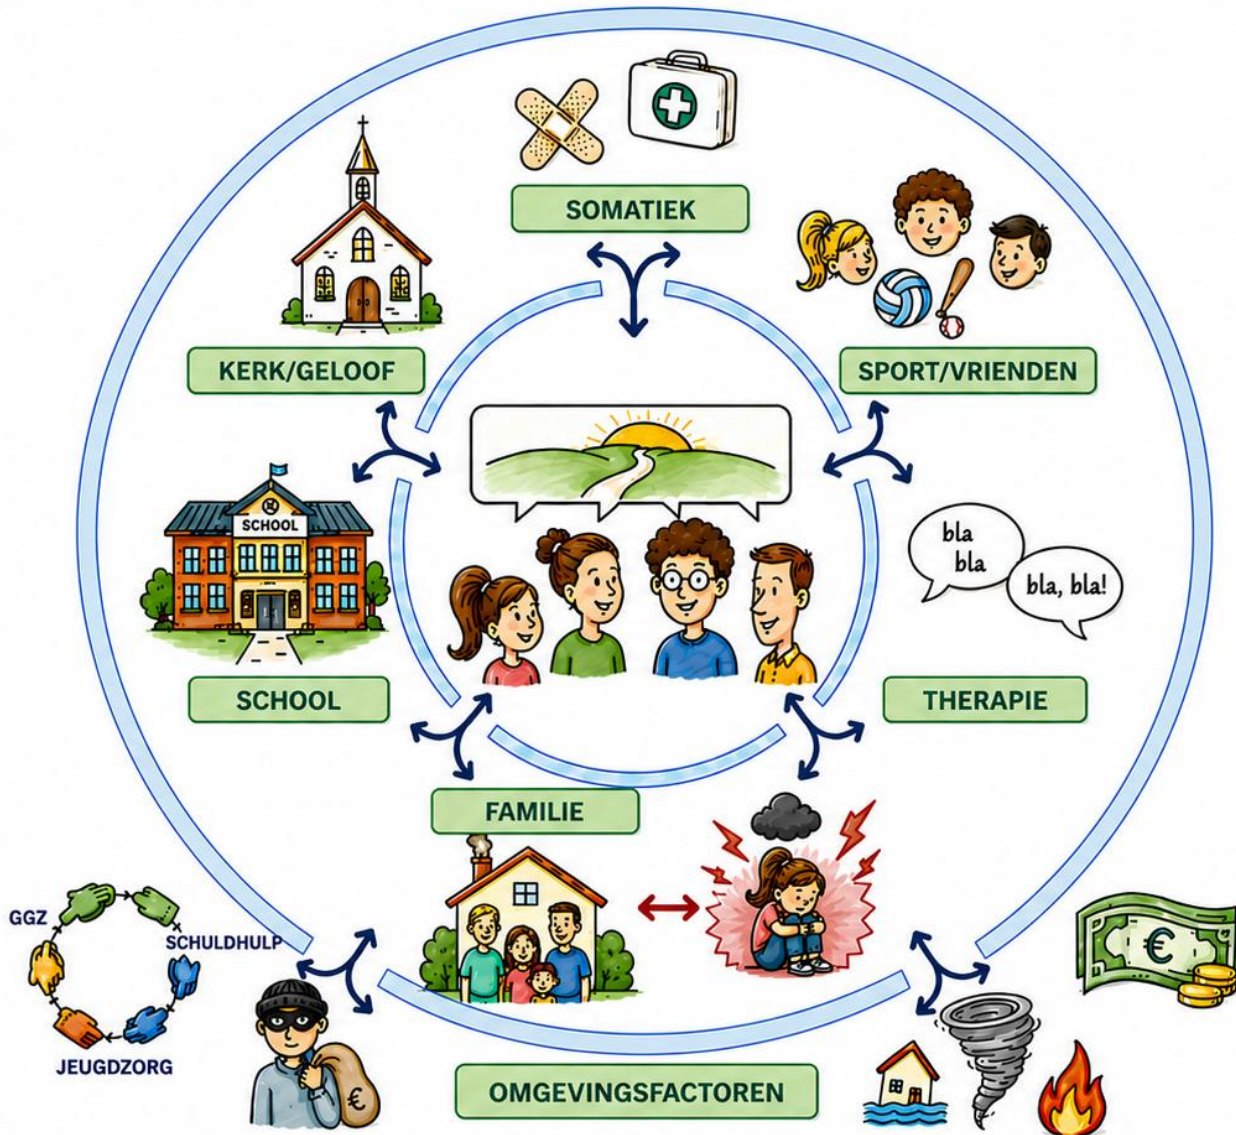 SOMATIEK
KERK/GELOOF
SPORT/VRIENDEN
SCHOOL
bla
bla
bla, bla!
SCHOOL
THERAPIE
FAMILIE
GGZ
SCHULDHULP
€
JEUGDZORG
€
OMGEVINGSFACTOREN